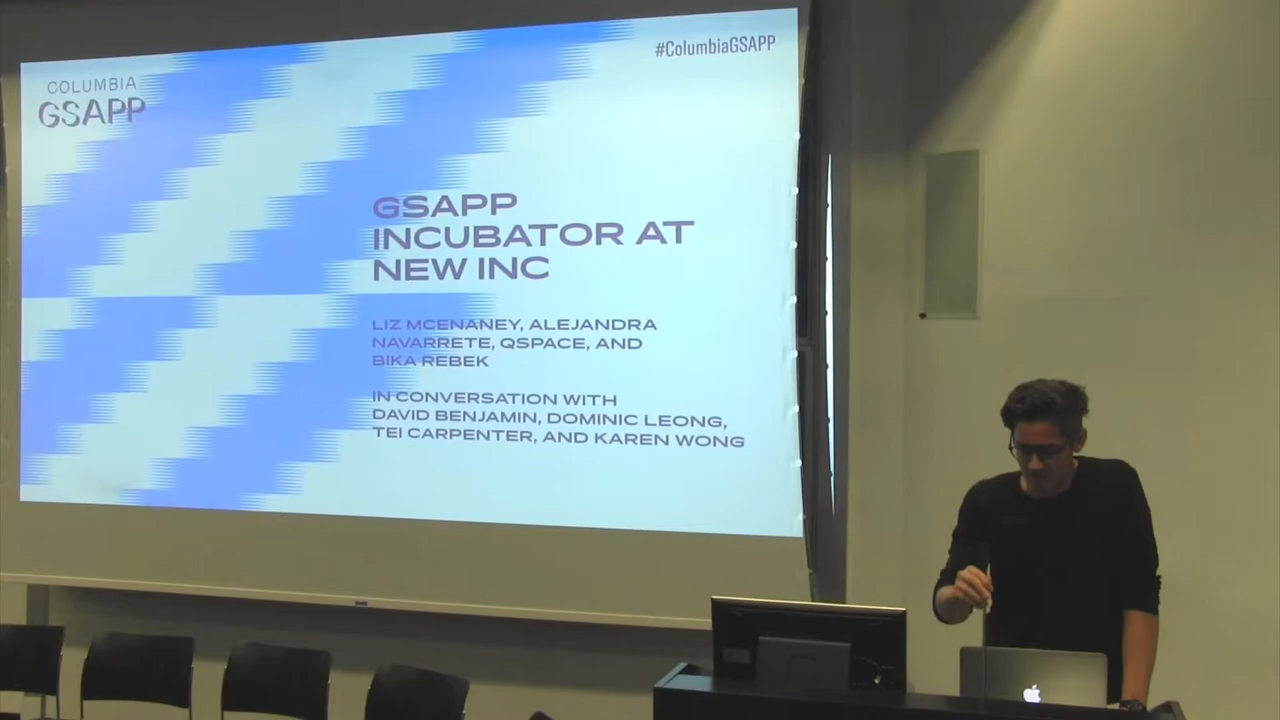 COLUMBIA
GSAPP
#ColumbiaGSAPP
GSAPP
INCUBATOR AT
NEW INC
LIZ MCENANEY, ALEJANDRA
NAVARRETE, QSPACE, AND
BIKA REBEK
IN CONVERSATION WITH
DAVID BENJAMIN, DOMINIC LEONG,
TEI CARPENTER, AND KAREN WONG